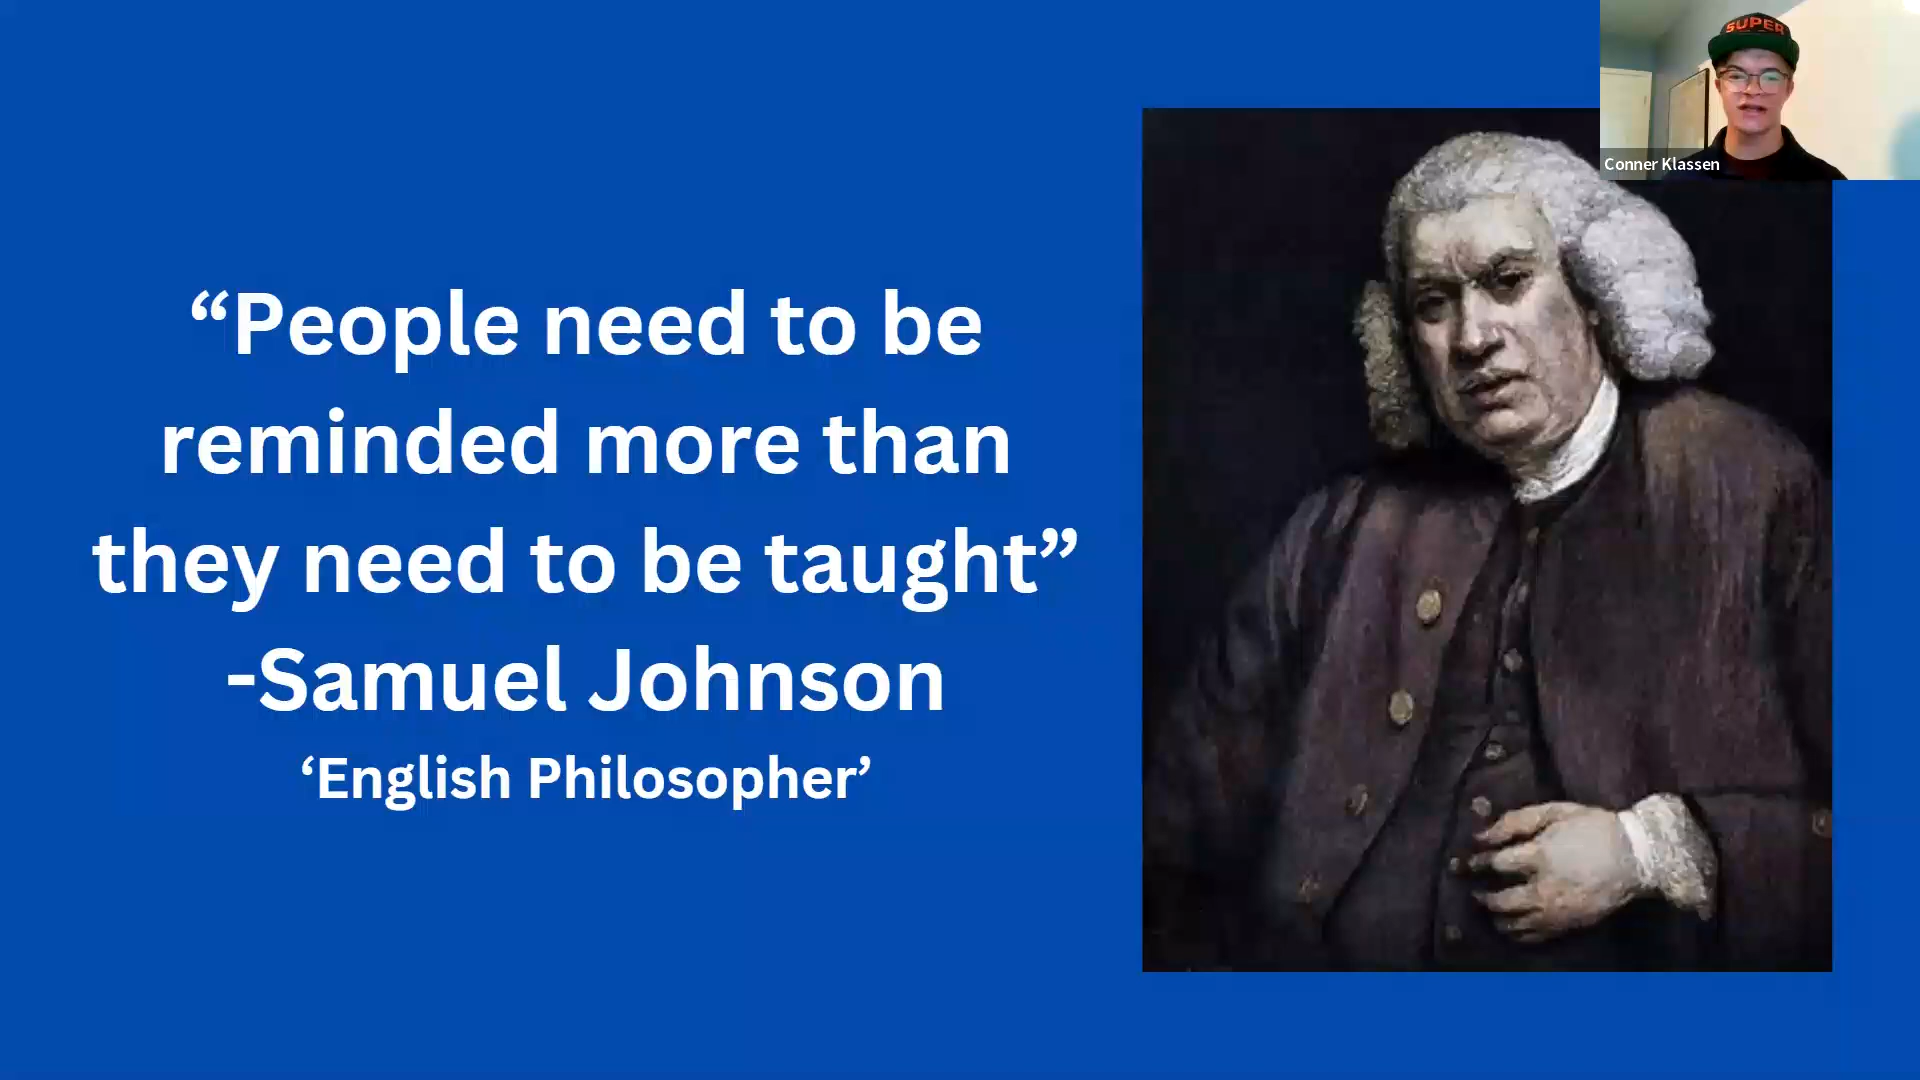 SUPER
Conner Klassen
“People need to be
reminded more than
they need to be taught”
-Samuel Johnson
‘English Philosopher’